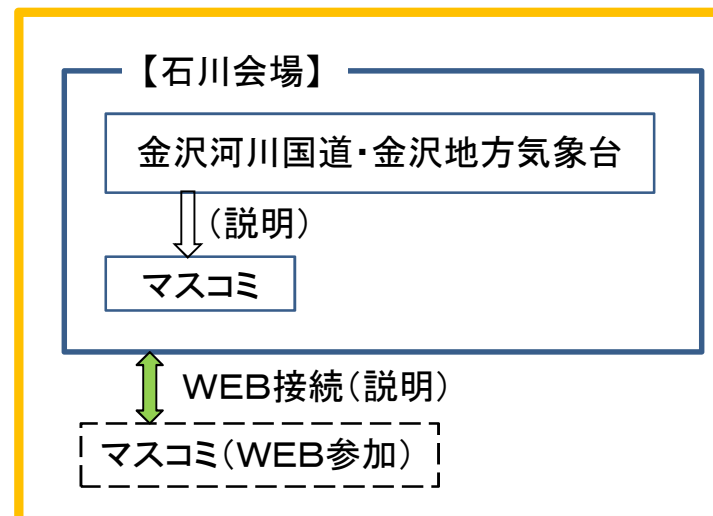 【石川会場】
金沢河川国道・金沢地方気象台
(説明)
マスコミ
WEB接続(説明)
マスコミ(WEB参加)